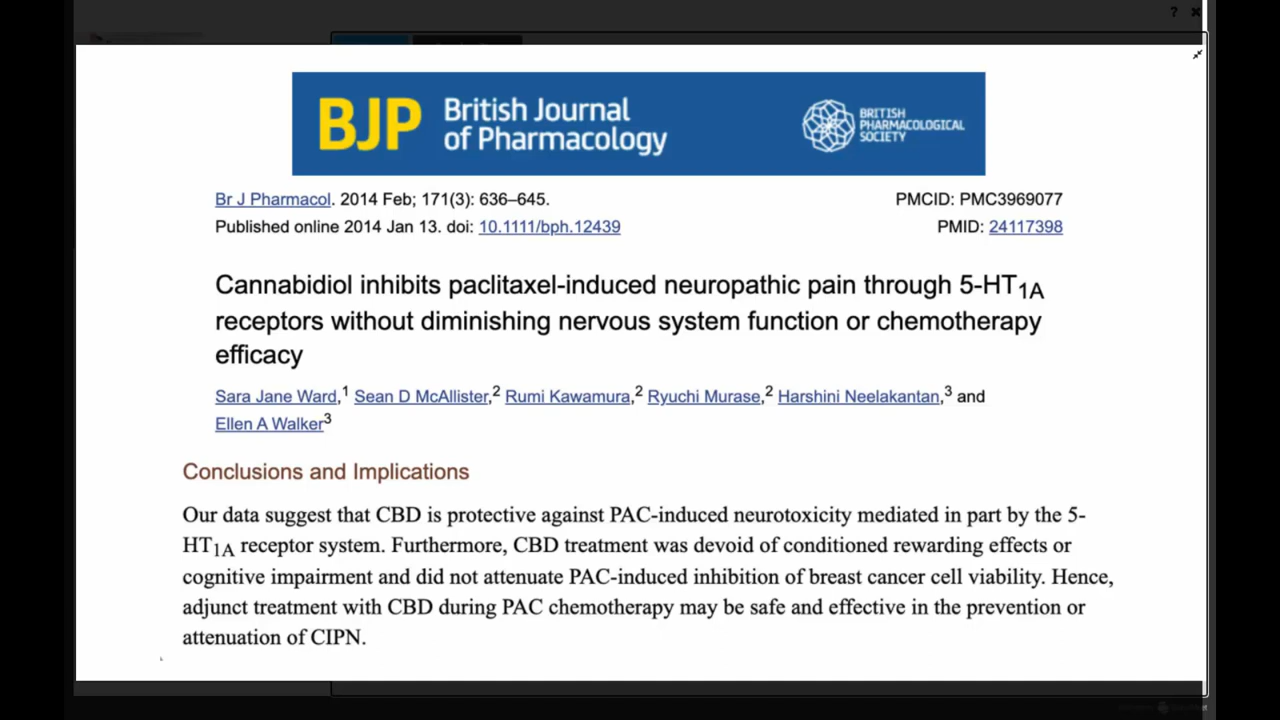 ? ×
BJP British Journal
of Pharmacology
BRITISH
PHARMACOLOGICAL
SOCIETY
Br J Pharmacol. 2014 Feb; 171(3): 636–645.
PMCID: PMC3969077
Published online 2014 Jan 13. doi: 10.1111/bph.12439
PMID: 24117398
Cannabidiol inhibits paclitaxel-induced neuropathic pain through 5-HT1A
receptors without diminishing nervous system function or chemotherapy
efficacy
Sara Jane Ward,1 Sean D McAllister,2 Rumi Kawamura,2 Ryuchi Murase,2 Harshini Neelakantan,3 and
Ellen A Walker3
Conclusions and Implications
Our data suggest that CBD is protective against PAC-induced neurotoxicity mediated in part by the 5-
HT1A receptor system. Furthermore, CBD treatment was devoid of conditioned rewarding effects or
cognitive impairment and did not attenuate PAC-induced inhibition of breast cancer cell viability. Hence,
adjunct treatment with CBD during PAC chemotherapy may be safe and effective in the prevention or
attenuation of CIPN.